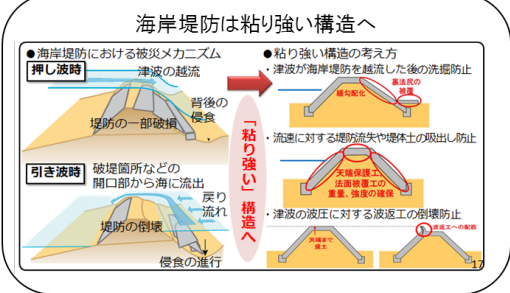 海岸堤防は粘り強い構造へ
●海岸堤防における被災メカニズム
押し波時
津波の越流
背後の
侵食
堤防の一部破損
引き波時
破堤箇所などの
開口部から海に流出
戻り
流れ
堤防の倒壊
侵食の進行
「粘り強い」構造へ
●粘り強い構造の考え方
・津波が海岸堤防を越流した後の洗掘防止
緩勾配化
裏法尻の
被覆
・流速に対する堤防流失や堤体土の吸出し防止
天端保護工、
法面被覆工の
重量、強度の確保
・津波の波圧に対する波返工の倒壊防止
天端まで
盛土
波返工への配筋
17